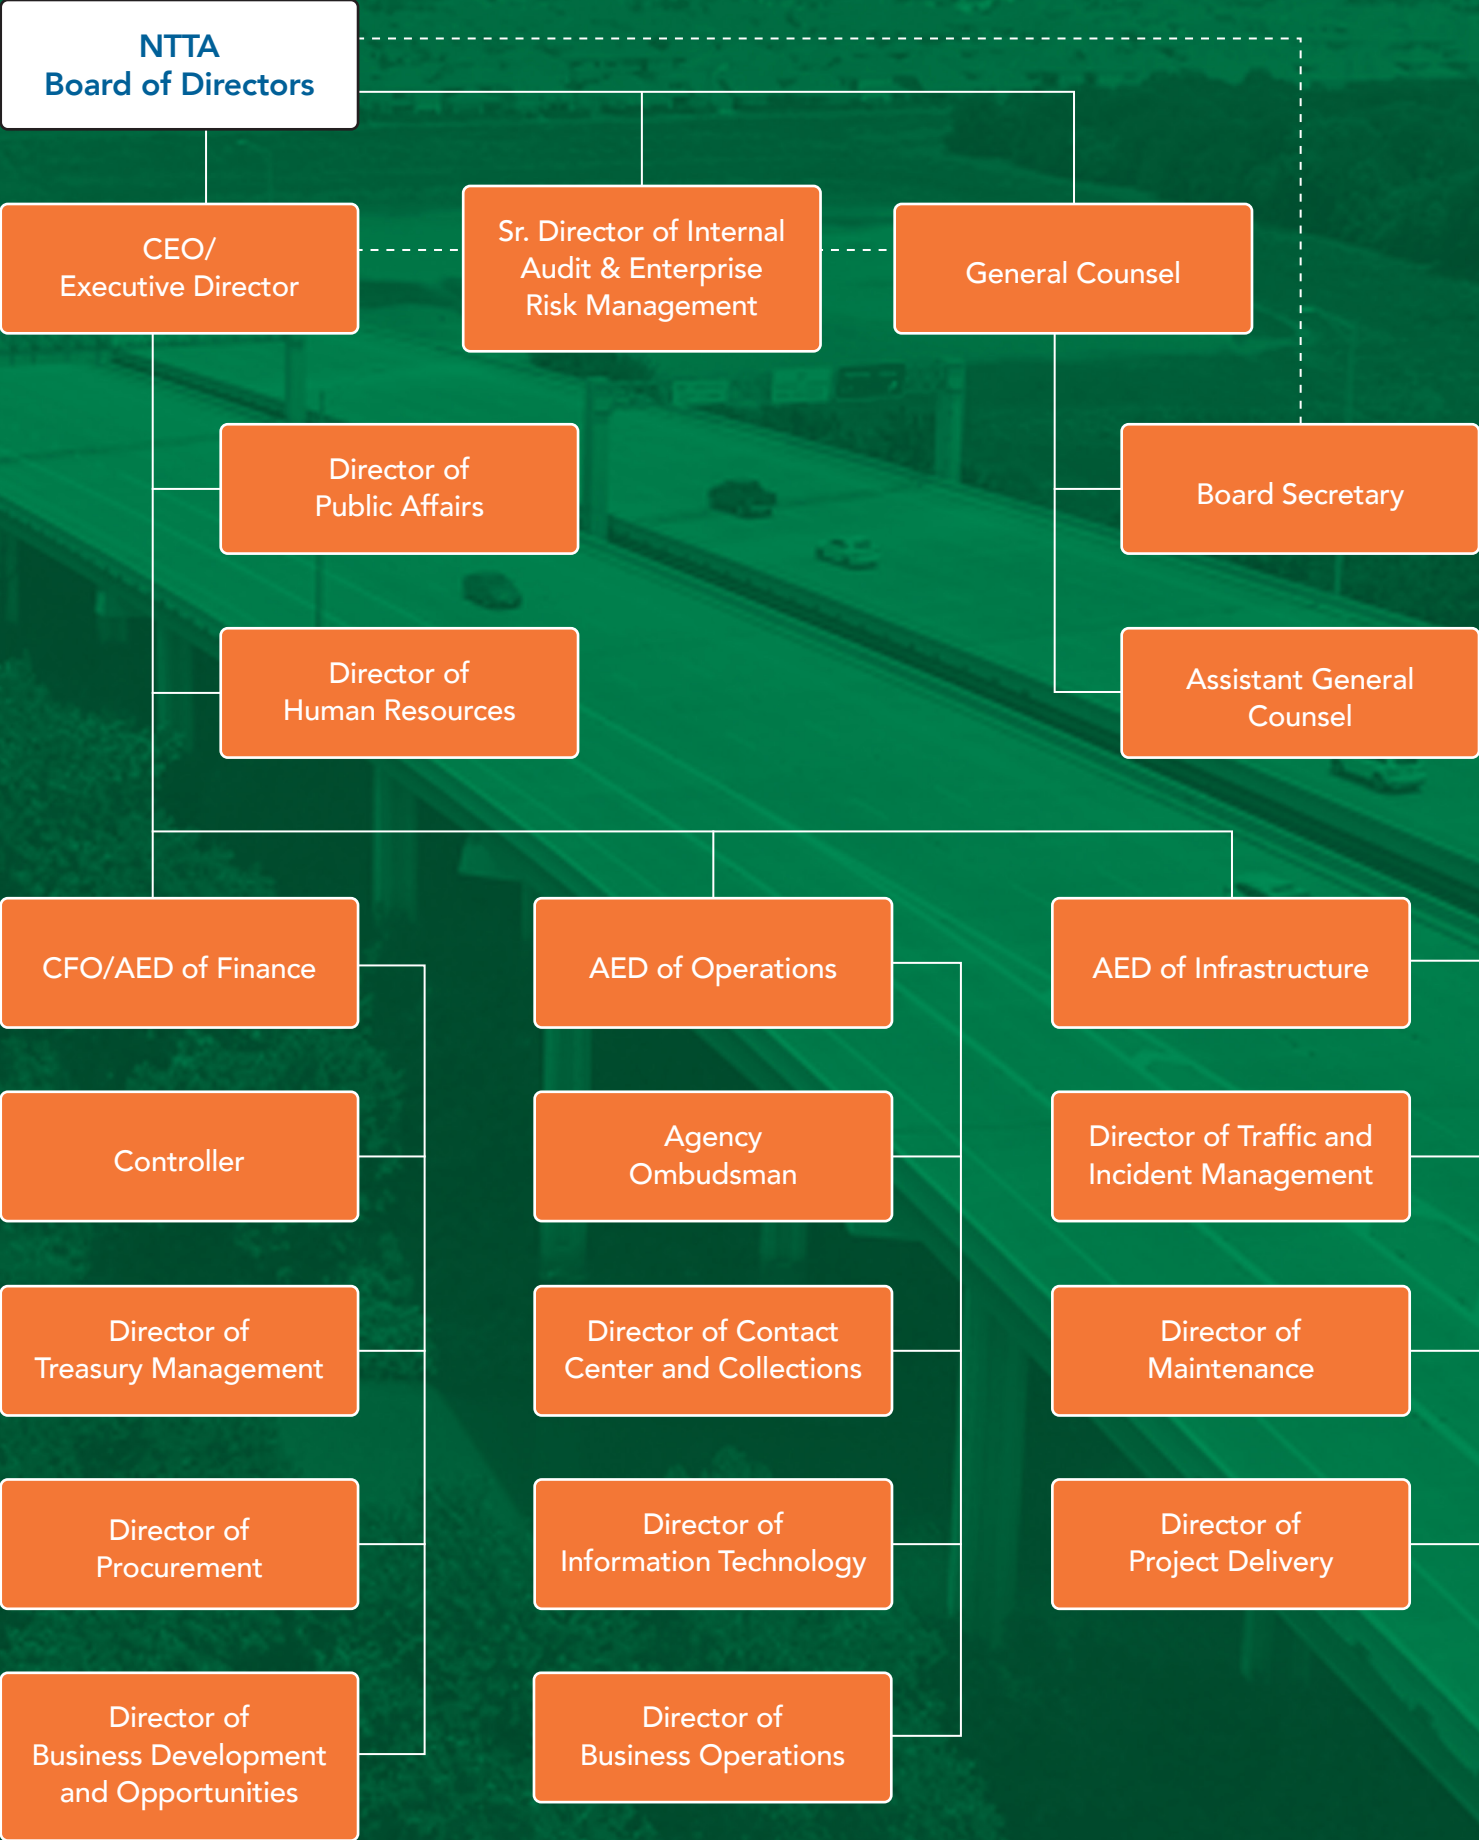 NTTA
Board of Directors
CEO/
Executive Director
Sr. Director of Internal
Audit & Enterprise
Risk Management
General Counsel
Director of
Public Affairs
Board Secretary
Director of
Human Resources
Assistant General
Counsel
CFO/AED of Finance
AED of Operations
AED of Infrastructure
Controller
Agency
Ombudsman
Director of Traffic and
Incident Management
Director of
Treasury Management
Director of Contact
Center and Collections
Director of
Maintenance
Director of
Procurement
Director of
Information Technology
Director of
Project Delivery
Director of
Business Development
and Opportunities
Director of
Business Operations